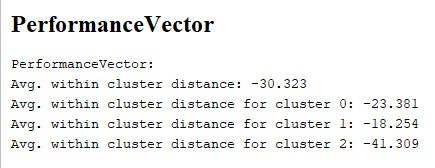 PerformanceVector
PerformanceVector:
Avg. within cluster distance: -30.323
Avg. within cluster distance for cluster 0: -23.381
Avg. within cluster distance for cluster 1: -18.254
Avg. within cluster distance for cluster 2: -41.309